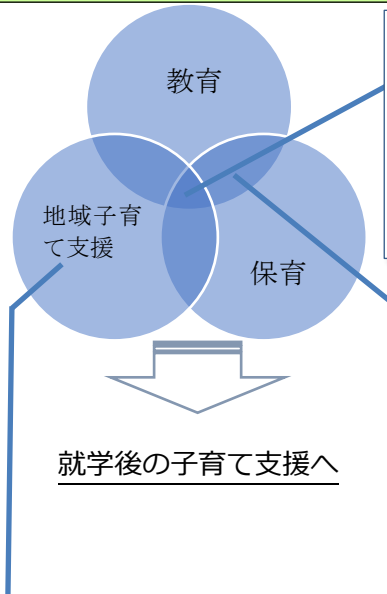 教育
地域子育
て支援
保育
就学後の子育て支援へ